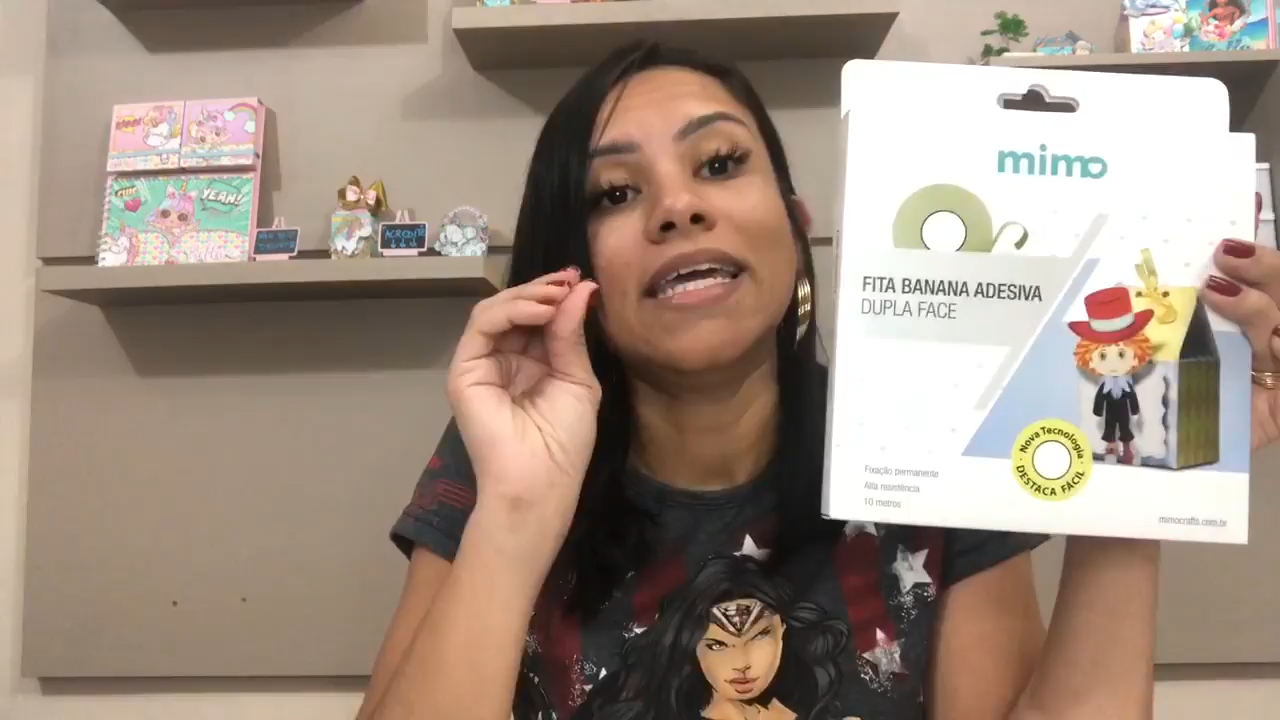 YEAH!
ACREDITE
mimo
FITA BANANA ADESIVA
DUPLA FACE
Nova Tecnologia
DESTACA FÁCIL
Fixação permanente
Alta resistência
10 metros
mimocrafts.com.br